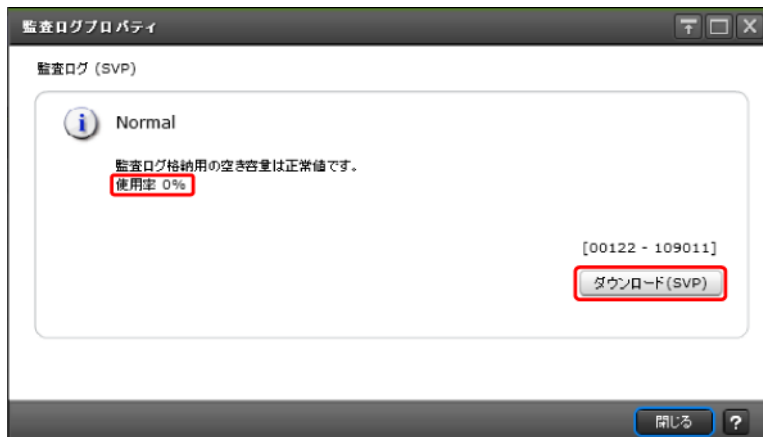 監査ログプロパティ
監査ログ (SVP)
Normal
監査ログ格納用の空き容量は正常値です。
使用率 0%
[00122 - 109011]
ダウンロード(SVP)
閉じる ?